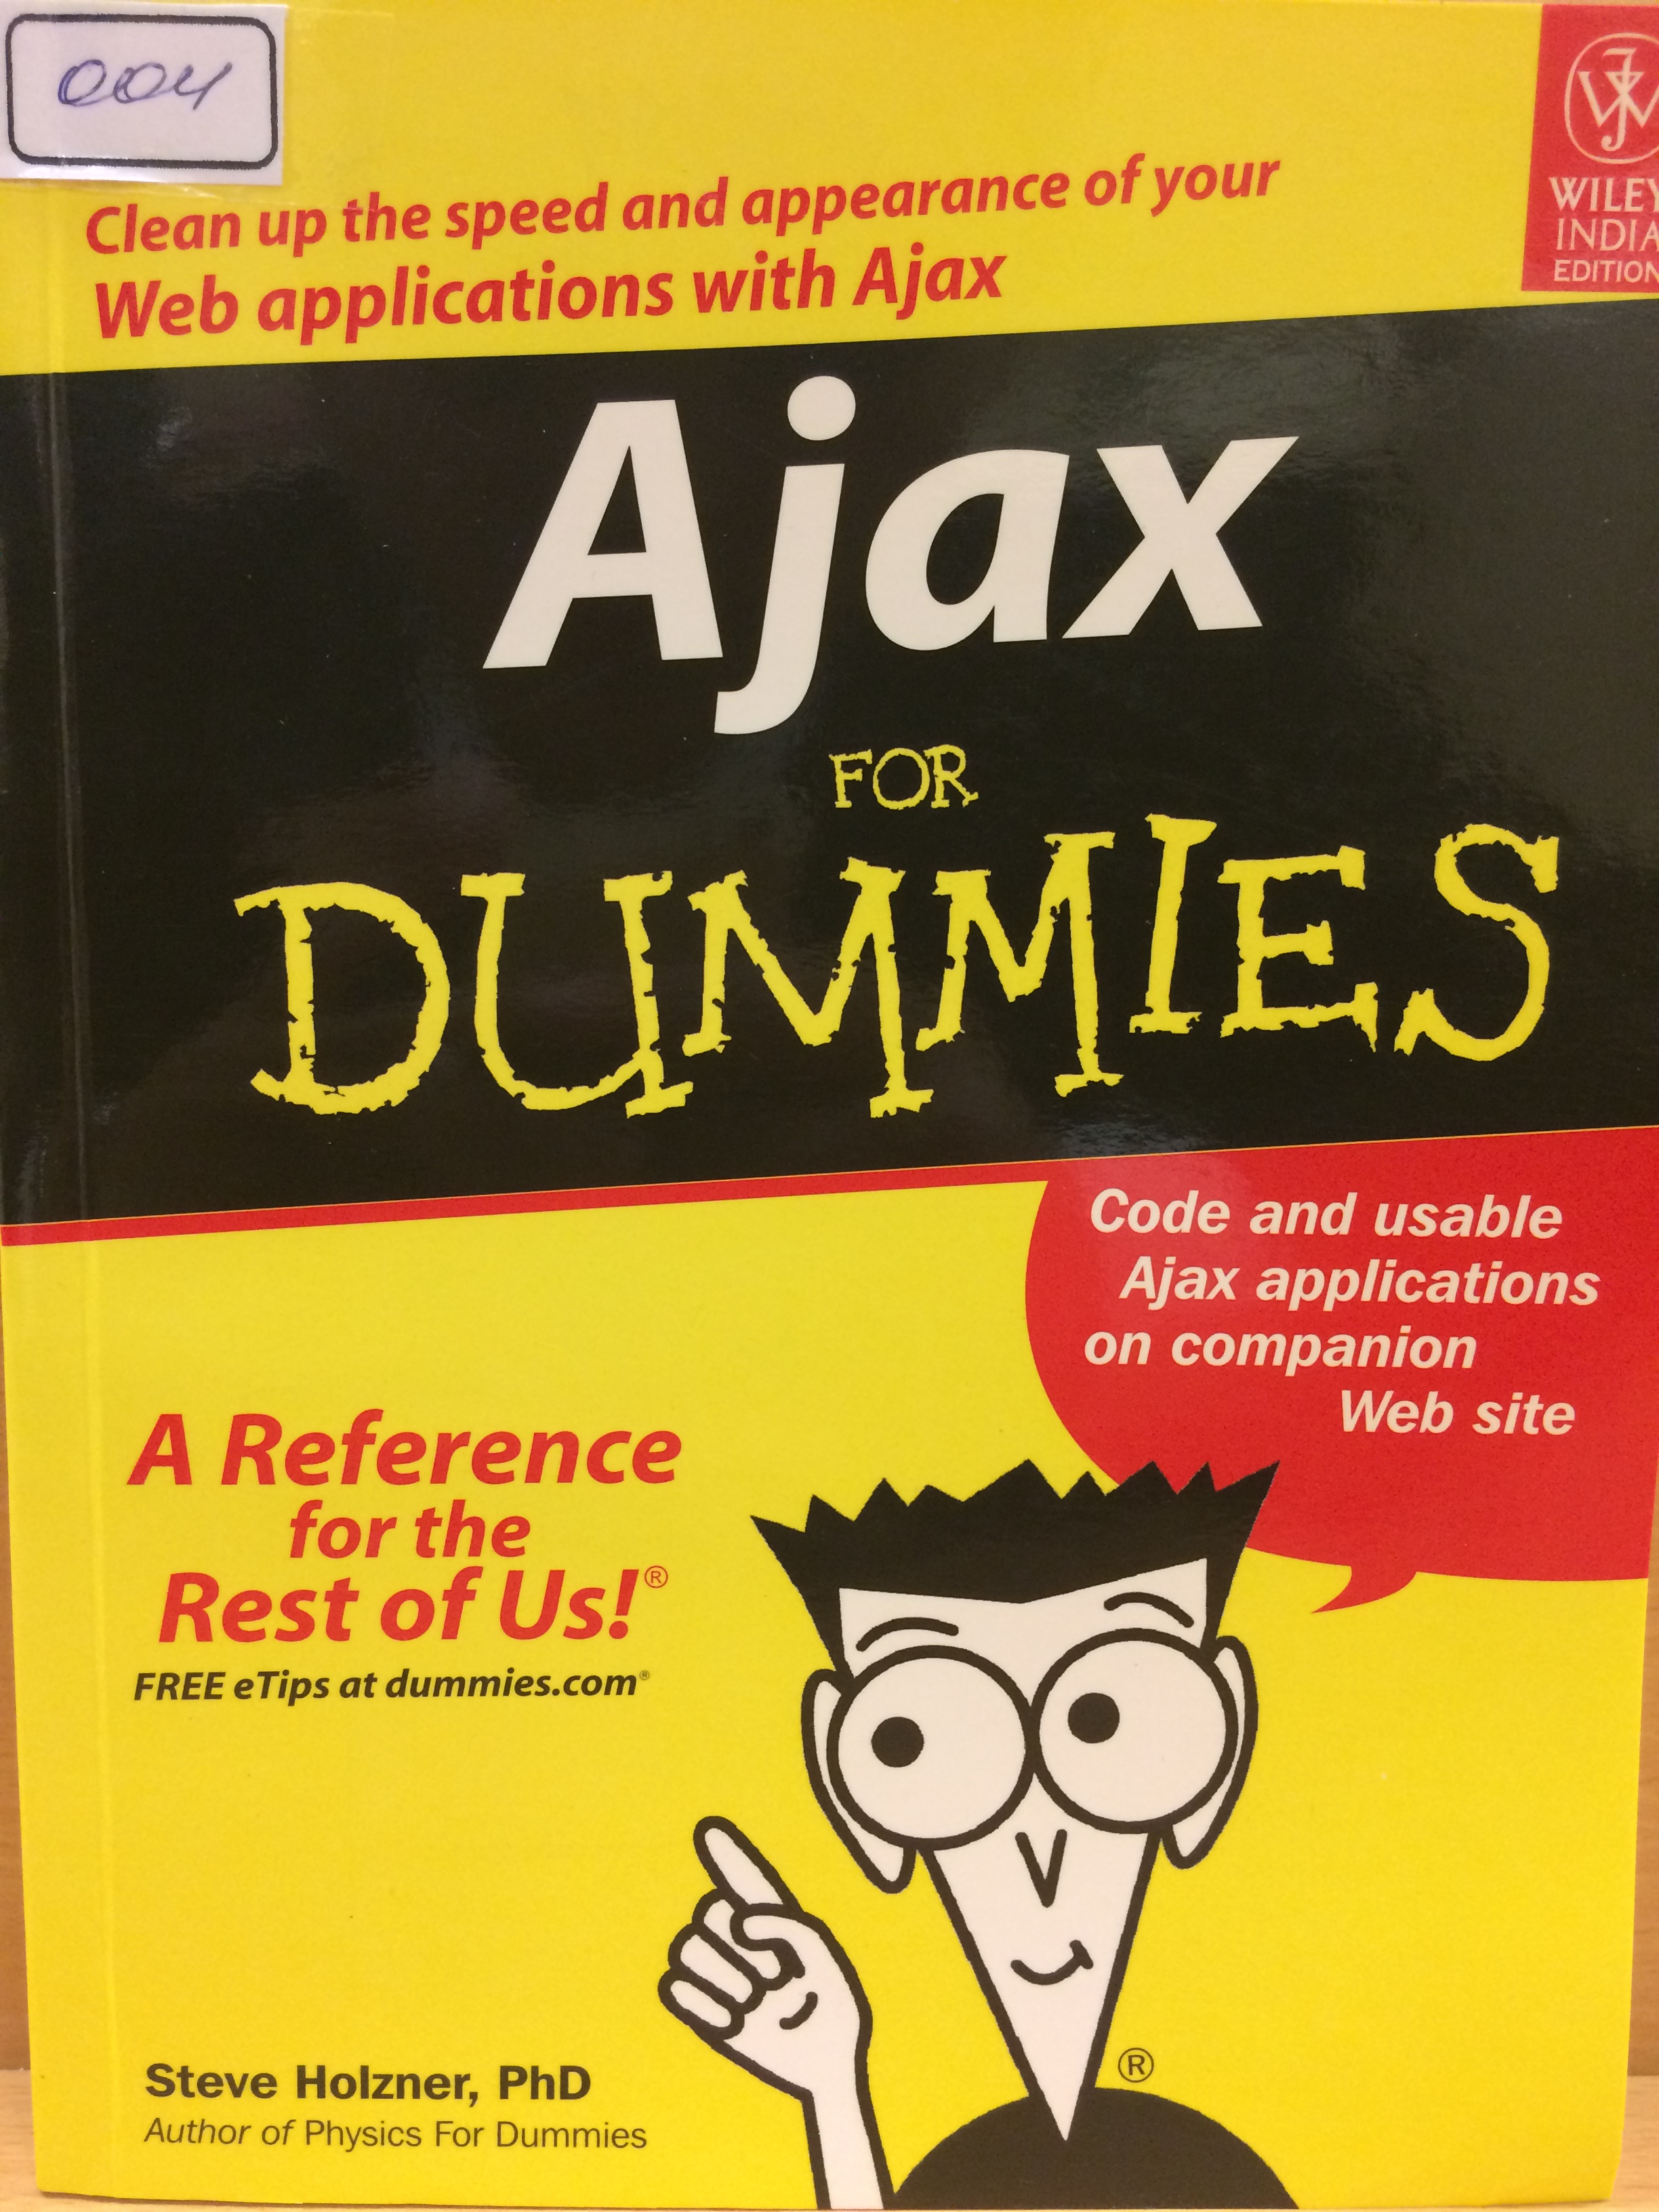 004
Clean up the speed and appearance of your
Web applications with Ajax
WILEY
INDIA
EDITION
Ajax
FOR
DUMMIES
Code and usable
Ajax applications
on companion
Web site
A Reference
for the
Rest of Us!®
FREE eTips at dummies.com®
®
Steve Holzner, PhD
Author of Physics For Dummies